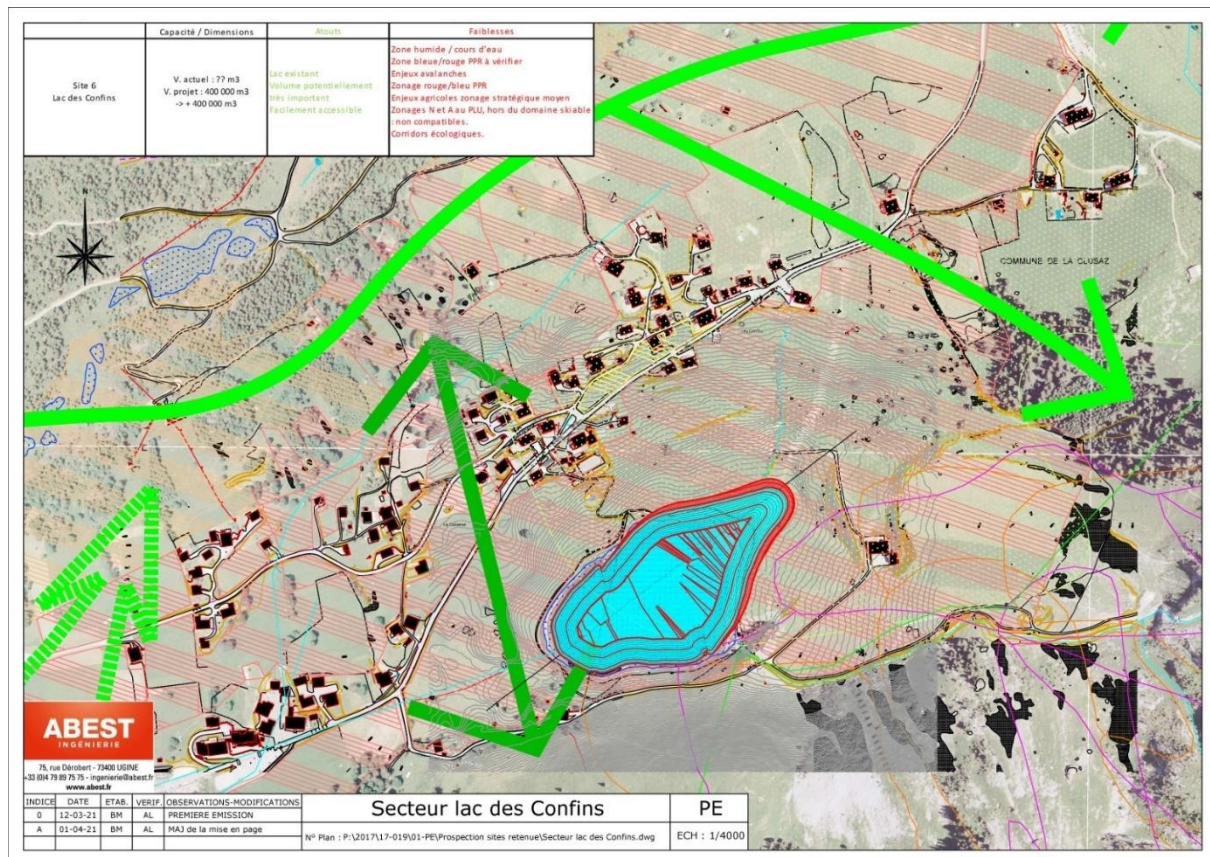 Capacité / Dimensions
Atouts
Faiblesses
Site 6
Lac des Confins
V. actuel : ?? m3
V. projet : 400 000 m3
-> + 400 000 m3
Lac existant
Volume potentiellement
très important
Facilement accessible
Zone humide / cours d'eau
Zone bleue/rouge PPR à vérifier
Enjeux avalanches
Zonage rouge/bleu PPR
Enjeux agricoles zonage stratégique moyen
Zonages N et A au PLU, hors du domaine skiable
: non compatibles.
Corridors écologiques.
N
COMMUNE DE LA CLUSAZ
ABEST
INGÉNIERIE
75, rue Dérobert - 73400 UGINE
+33 (0)4 79 89 75 75 - ingenierie@abest.fr
www.abest.fr
INDICE DATE ETAB. VERIF. OBSERVATIONS-MODIFICATIONS
0 12-03-21 BM AL PREMIERE EMISSION
A 01-04-21 BM AL MAJ de la mise en page
Secteur lac des Confins
PE
N° Plan : P:\2017\17-019\01-PE\Prospection sites retenue\Secteur lac des Confins.dwg
ECH : 1/4000